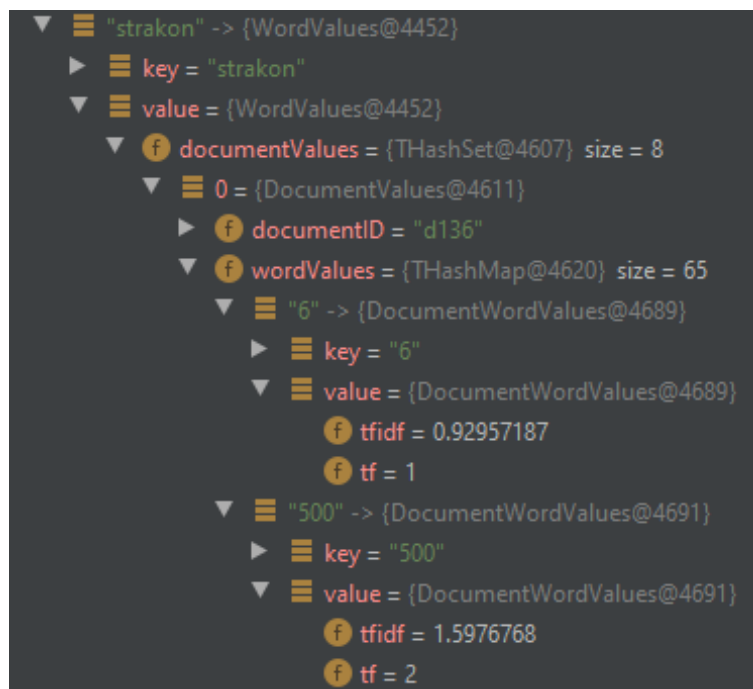 "strakon" -> {WordValues@4452}
key = "strakon"
value = {WordValues@4452}
f documentValues = {THashSet@4607} size = 8
0 = {DocumentValues@4611}
f documentID = "d136"
f wordValues = {THashMap@4620} size = 65
"6" -> {DocumentWordValues@4689}
key = "6"
value = {DocumentWordValues@4689}
f tfidf = 0.92957187
f tf = 1
"500" -> {DocumentWordValues@4691}
key = "500"
value = {DocumentWordValues@4691}
f tfidf = 1.5976768
f tf = 2